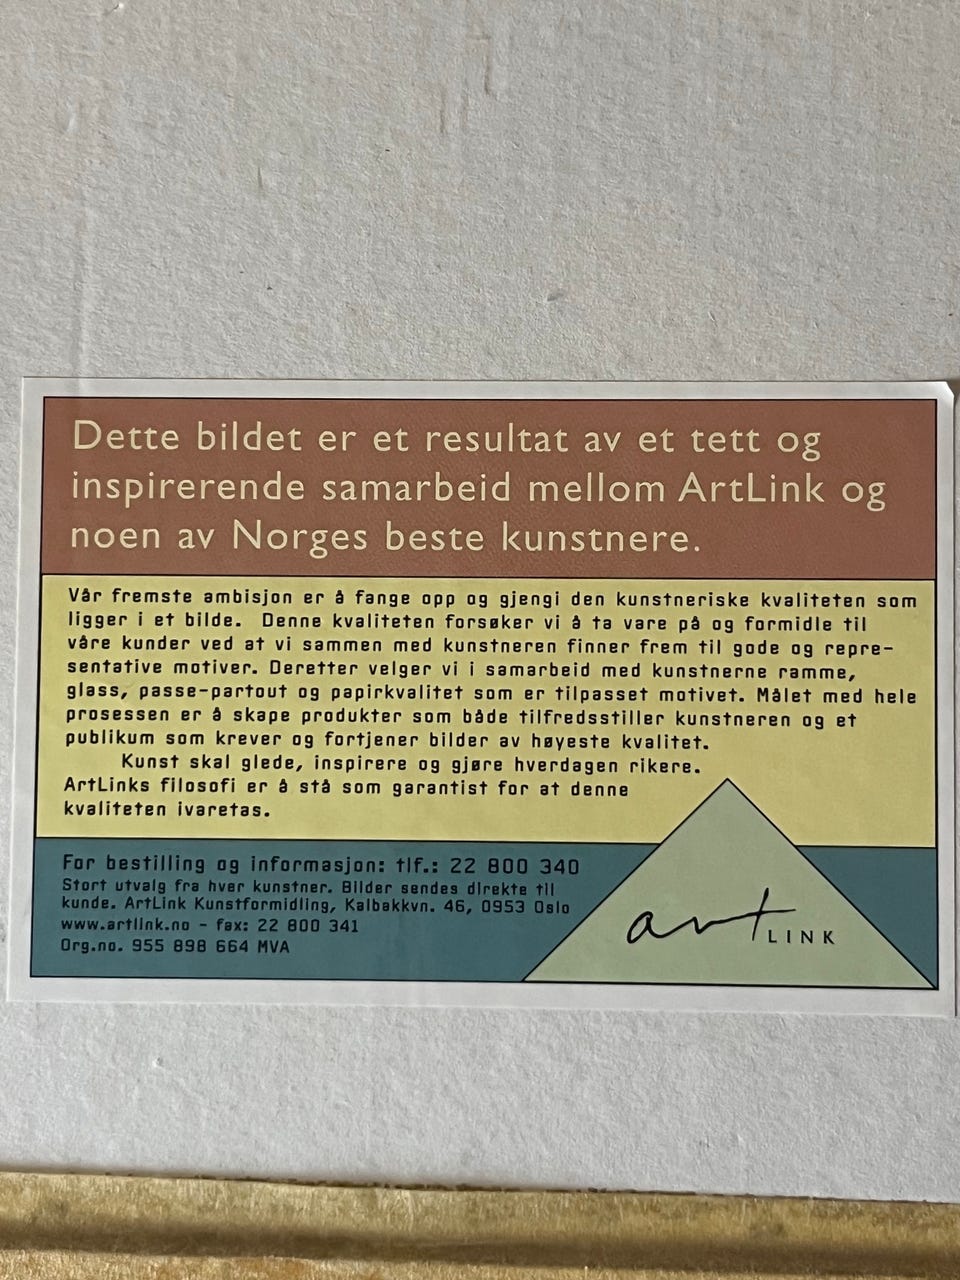 Dette bildet er et resultat av et tett og
inspirerende samarbeid mellom ArtLink og
noen av Norges beste kunstnere.
Vår fremste ambisjon er å fange opp og gjengi den kunstneriske kvaliteten som
ligger i et bilde. Denne kvaliteten forsøker vi å ta vare på og formidle til
våre kunder ved at vi sammen med kunstneren finner frem til gode og repre-
sentative motiver. Deretter velger vi i samarbeid med kunstnerne ramme,
glass, passe-partout og papirkvalitet som er tilpasset motivet. Målet med hele
prosessen er å skape produkter som både tilfredsstiller kunstneren og et
publikum som krever og fortjener bilder av høyeste kvalitet.
Kunst skal glede, inspirere og gjøre hverdagen rikere.
ArtLinks filosofi er å stå som garantist for at denne
kvaliteten ivaretas.
For bestilling og informasjon: tlf.: 22 800 340
Stort utvalg fra hver kunstner. Bilder sendes direkte til
kunde. ArtLink Kunstformidling, Kalbakkvn. 46, 0953 Oslo
www.artlink.no - fax: 22 800 341
Org.no. 955 898 664 MVA
art LINK